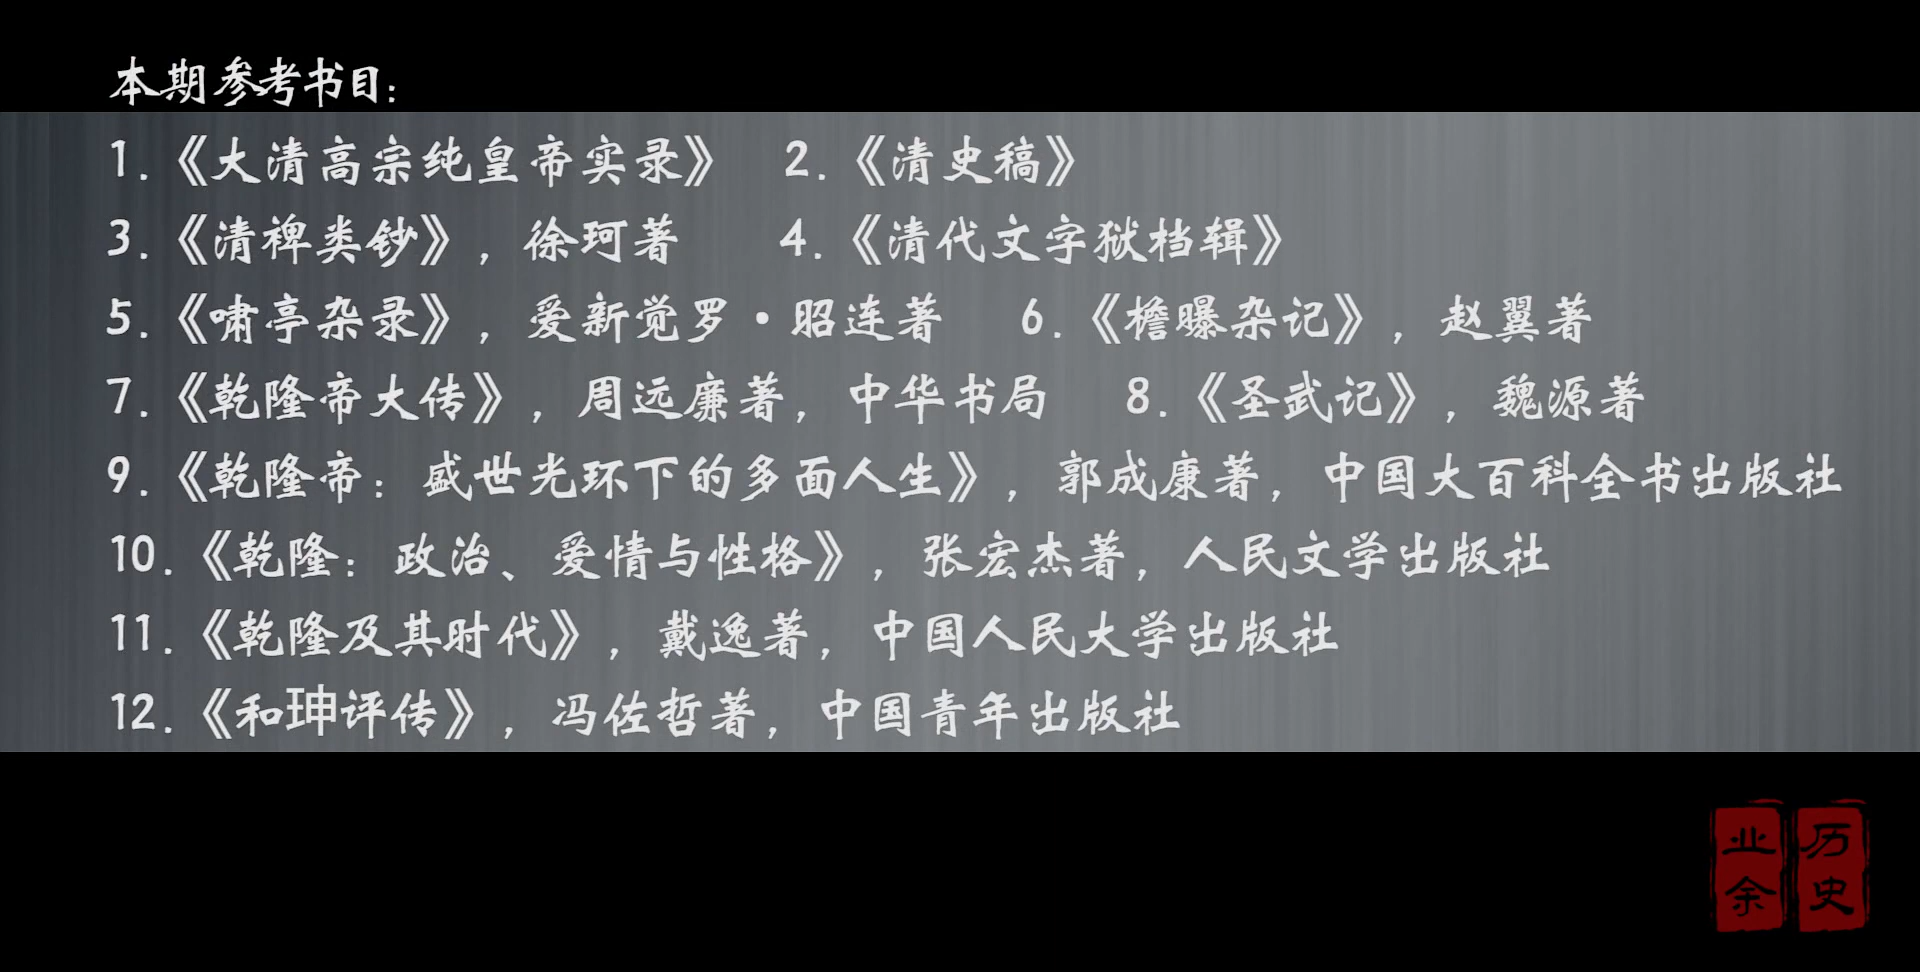 本期参考书目:
1.《大清高宗纯皇帝实录》 2.《清史稿》
3.《清稗类钞》,徐珂著 4.《清代文字狱档辑》
5.《啸亭杂录》,爱新觉罗·昭连著 6.《檐曝杂记》,赵翼著
7.《乾隆帝大传》,周远廉著,中华书局 8.《圣武记》,魏源著
9.《乾隆帝:盛世光环下的多面人生》,郭成康著,中国大百科全书出版社
10.《乾隆:政治、爱情与性格》,张宏杰著,人民文学出版社
11.《乾隆及其时代》,戴逸著,中国人民大学出版社
12.《和珅评传》,冯佐哲著,中国青年出版社
历史
业余